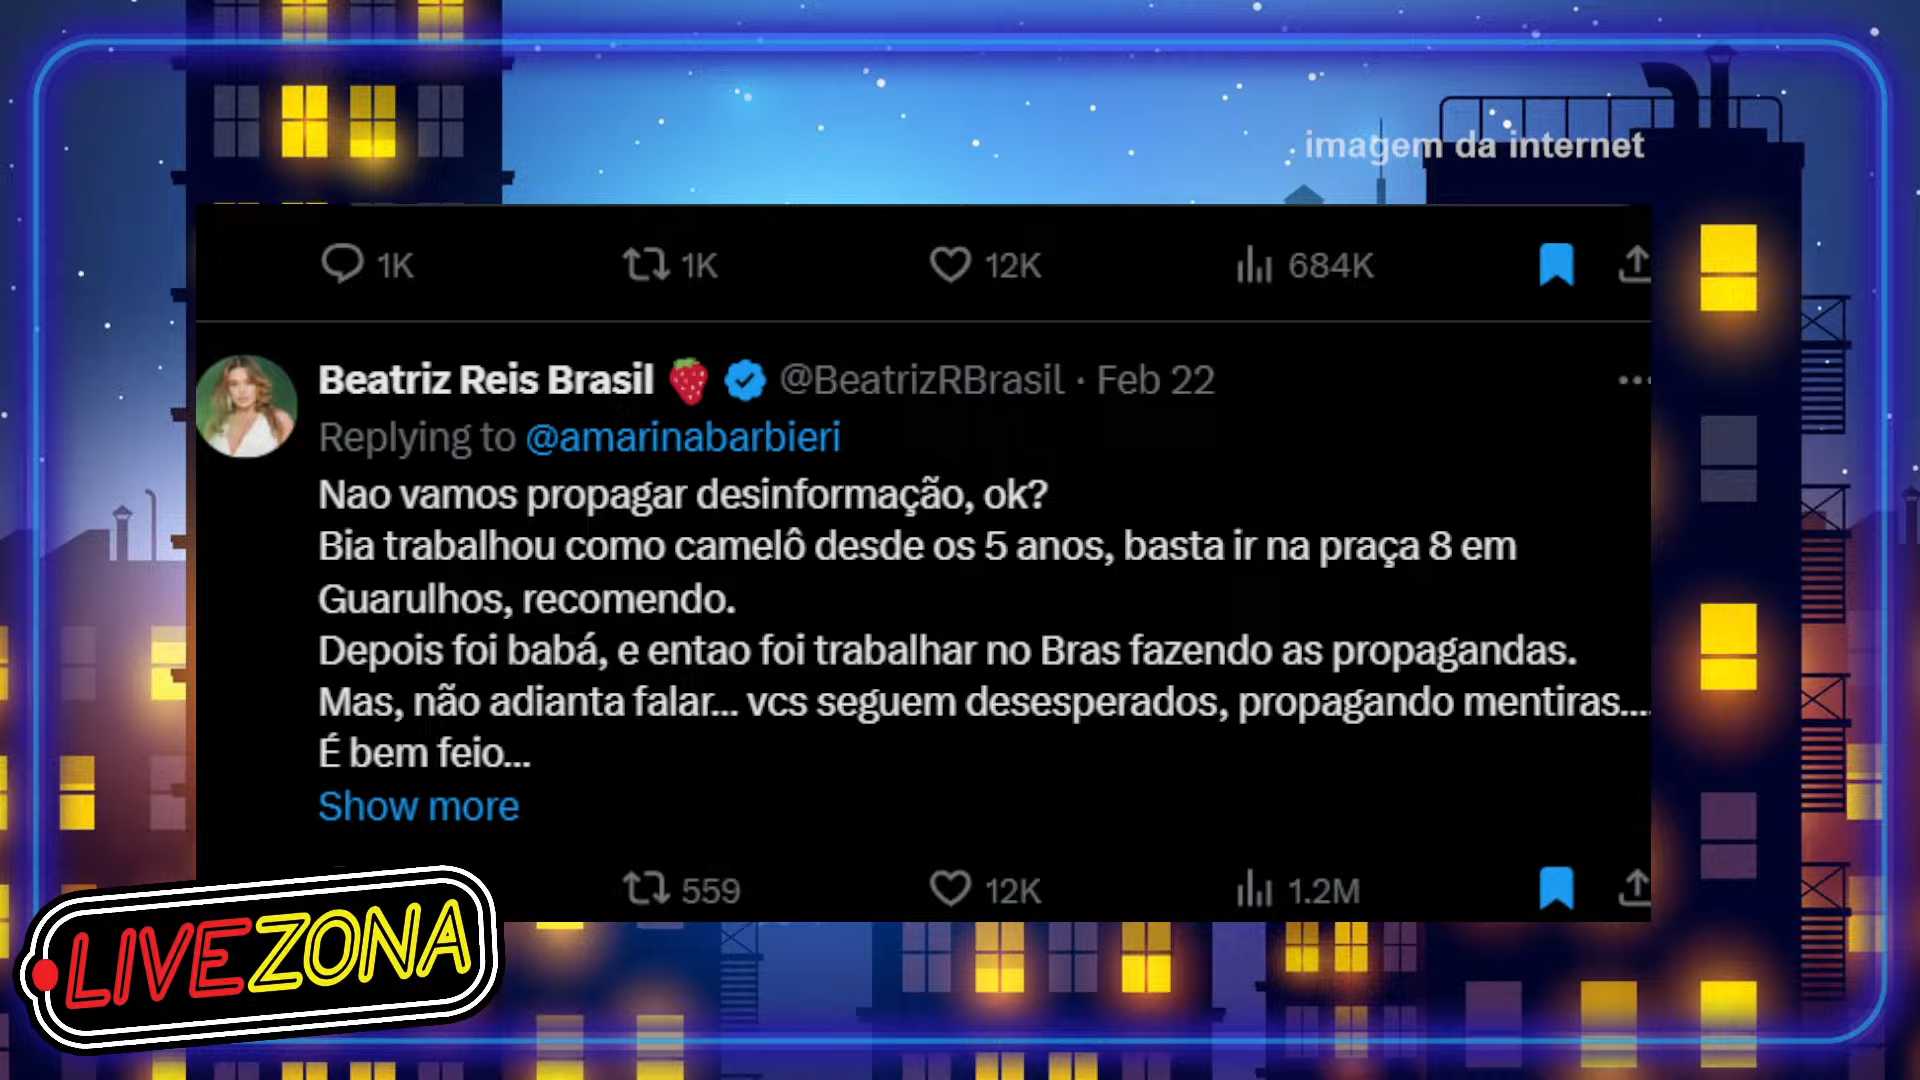 imagem da internet
1K 1K 12K 684K
Beatriz Reis Brasil @BeatrizRBrasil · Feb 22
Replying to @amarinabarbieri
Nao vamos propagar desinformação, ok?
Bia trabalhou como camelô desde os 5 anos, basta ir na praça 8 em
Guarulhos, recomendo.
Depois foi babá, e entao foi trabalhar no Bras fazendo as propagandas.
Mas, não adianta falar... vcs seguem desesperados, propagando mentiras....
É bem feio...
Show more
559 12K 1.2M
LIVEZONA